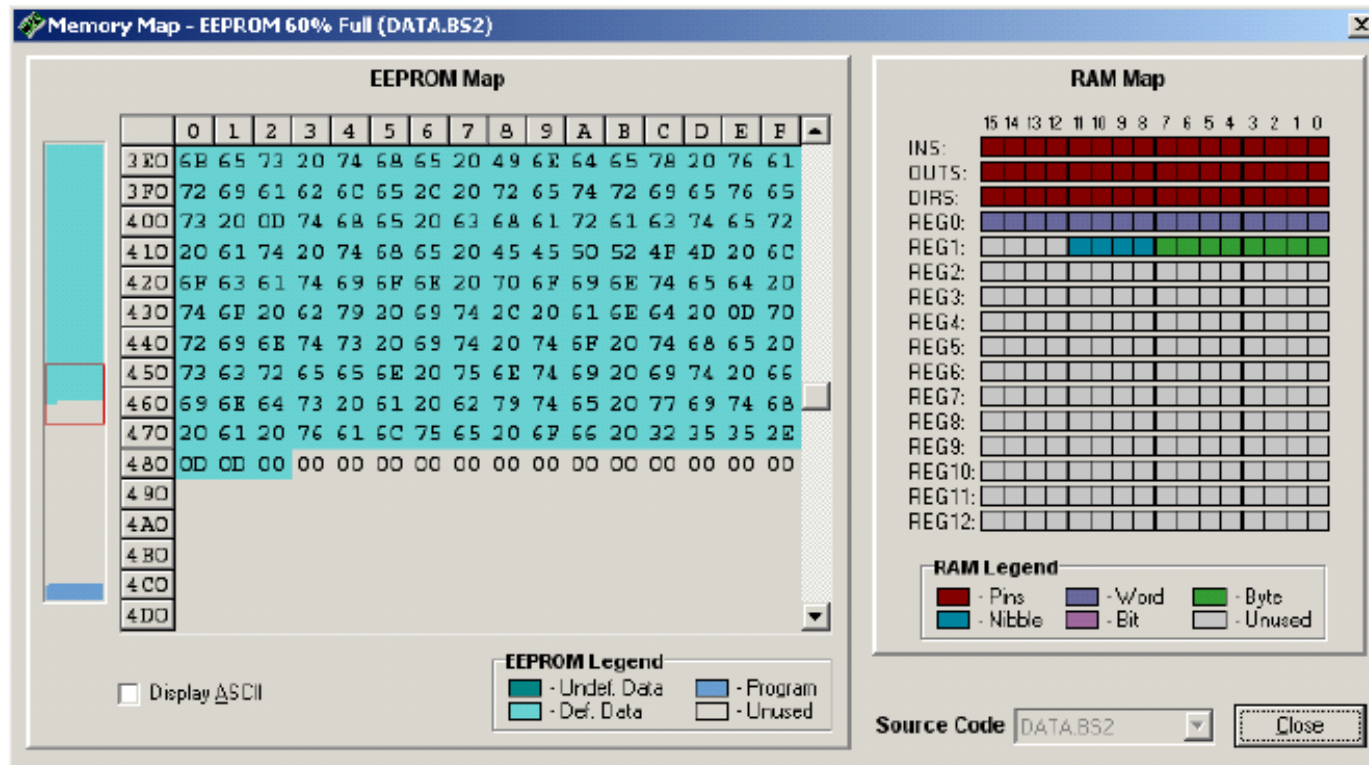 Memory Map - EEPROM 60% Full (DATA.BS2)
EEPROM Map
0 1 2 3 4 5 6 7 8 9 A B C D E F
3E0 6B 65 73 20 74 68 65 20 49 6E 64 65 78 20 76 61
3F0 72 69 61 62 6C 65 2C 20 72 65 74 72 69 65 76 65
400 73 20 0D 74 68 65 20 63 68 61 72 61 63 74 65 72
410 20 61 74 20 74 68 65 20 45 45 50 52 4F 4D 20 6C
420 6F 63 61 74 69 6F 6E 20 70 6F 69 6E 74 65 64 20
430 74 6F 20 62 79 20 69 74 2C 20 61 6E 64 20 0D 70
440 72 69 6E 74 73 20 69 74 20 74 6F 20 74 68 65 20
450 73 63 72 65 65 6E 20 75 6E 74 69 20 69 74 20 66
460 69 6E 64 73 20 61 20 62 79 74 65 20 77 69 74 68
470 20 61 20 76 61 6C 75 65 20 6F 66 20 32 35 35 2E
480 0D 0D 00 00 00 00 00 00 00 00 00 00 00 00 00 00
490
4A0
4B0
4C0
4D0
Display ASCII
EEPROM Legend
- Undef. Data - Program
- Def. Data - Unused
RAM Map
15 14 13 12 11 10 9 8 7 6 5 4 3 2 1 0
INS:
OUTS:
DIRS:
REG0:
REG1:
REG2:
REG3:
REG4:
REG5:
REG6:
REG7:
REG8:
REG9:
REG10:
REG11:
REG12:
RAM Legend
- Pins - Word - Byte
- Nibble - Bit - Unused
Source Code DATA.BS2 Close